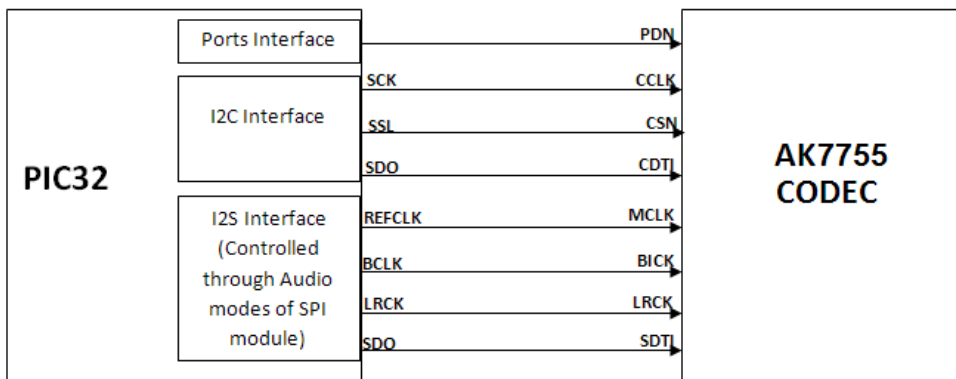 Ports Interface
PDN
SCK
CCLK
I2C Interface
SSL
CSN
SDO
CDTI
PIC32
AK7755
CODEC
I2S Interface
(Controlled
through Audio
modes of SPI
module)
REFCLK
MCLK
BCLK
BICK
LRCK
LRCK
SDO
SDTI